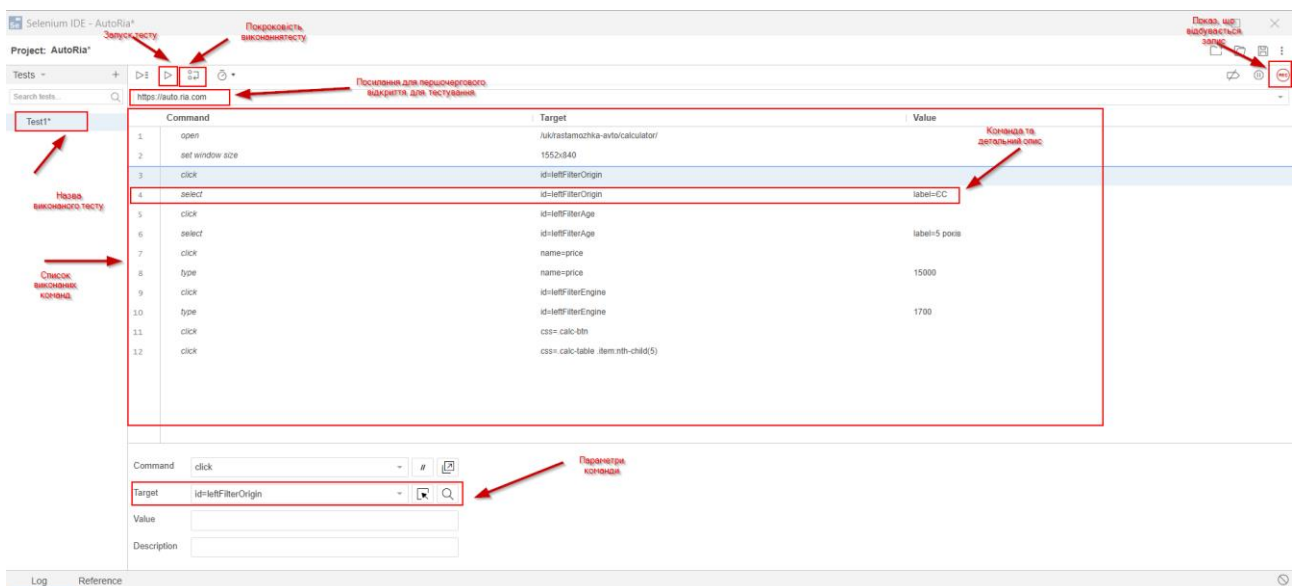 Selenium IDE - AutoRia*
Показ, що
відбувається
запис
Покроковість
виконаннятесту
Запуск тесту
Project: AutoRia*
Tests
Search tests...
REC
Посилання для першочергового
відкриття для тестування
https://auto.ria.com
Test1*
Command Target Value
1 open /uk/rastamozhka-avto/calculator/
2 set window size 1552x840
3 click id=leftFilterOrigin
4 select id=leftFilterOrigin label=ЄС
5 click id=leftFilterAge
6 select id=leftFilterAge label=5 років
7 click name=price
8 type name=price 15000
9 click id=leftFilterEngine
10 type id=leftFilterEngine 1700
11 click css=.calc-btn
12 click css=.calc-table .item:nth-child(5)
Команда та
детальний опис
Назва
виконаного тесту
Список
виконаних
команд
Command click //
Параметри
команди
Target id=leftFilterOrigin
Value
Description
Log Reference